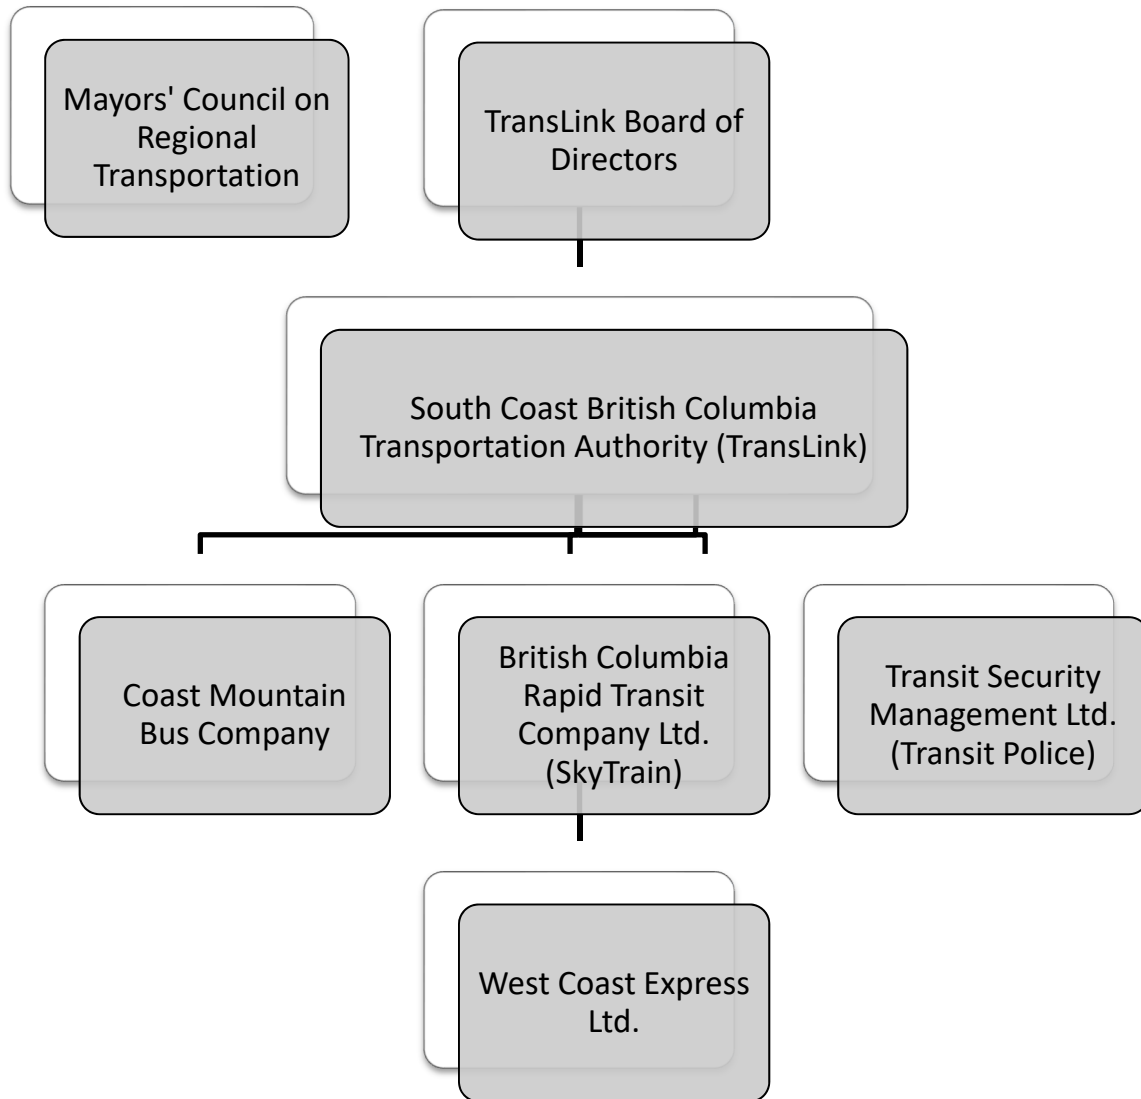 Mayors' Council on
Regional
Transportation
TransLink Board of
Directors
South Coast British Columbia
Transportation Authority (TransLink)
Coast Mountain
Bus Company
British Columbia
Rapid Transit
Company Ltd.
(SkyTrain)
Transit Security
Management Ltd.
(Transit Police)
West Coast Express
Ltd.